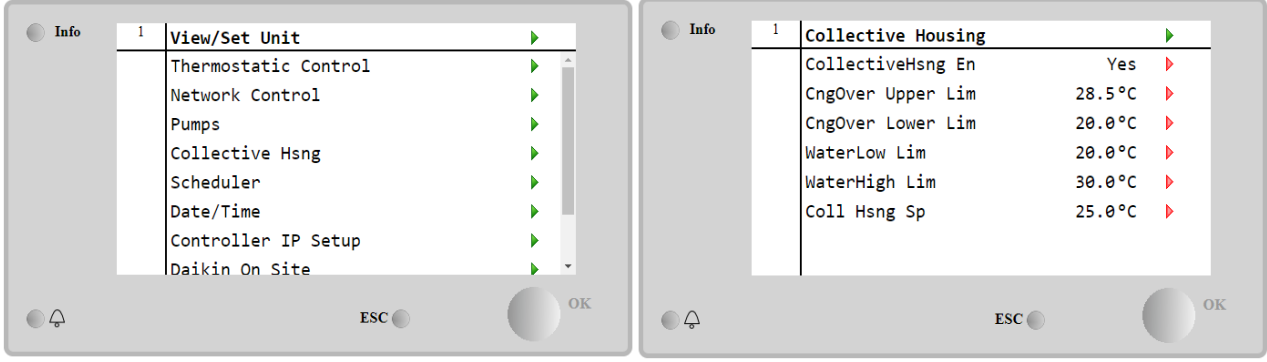 Info
1 View/Set Unit
Thermostatic Control
Network Control
Pumps
Collective Hsng
Scheduler
Date/Time
Controller IP Setup
Daikin On Site
ESC
OK
Info
1 Collective Housing
CollectiveHsng En Yes
CngOver Upper Lim 28.5°C
CngOver Lower Lim 20.0°C
WaterLow Lim 20.0°C
WaterHigh Lim 30.0°C
Coll Hsng Sp 25.0°C
ESC
OK